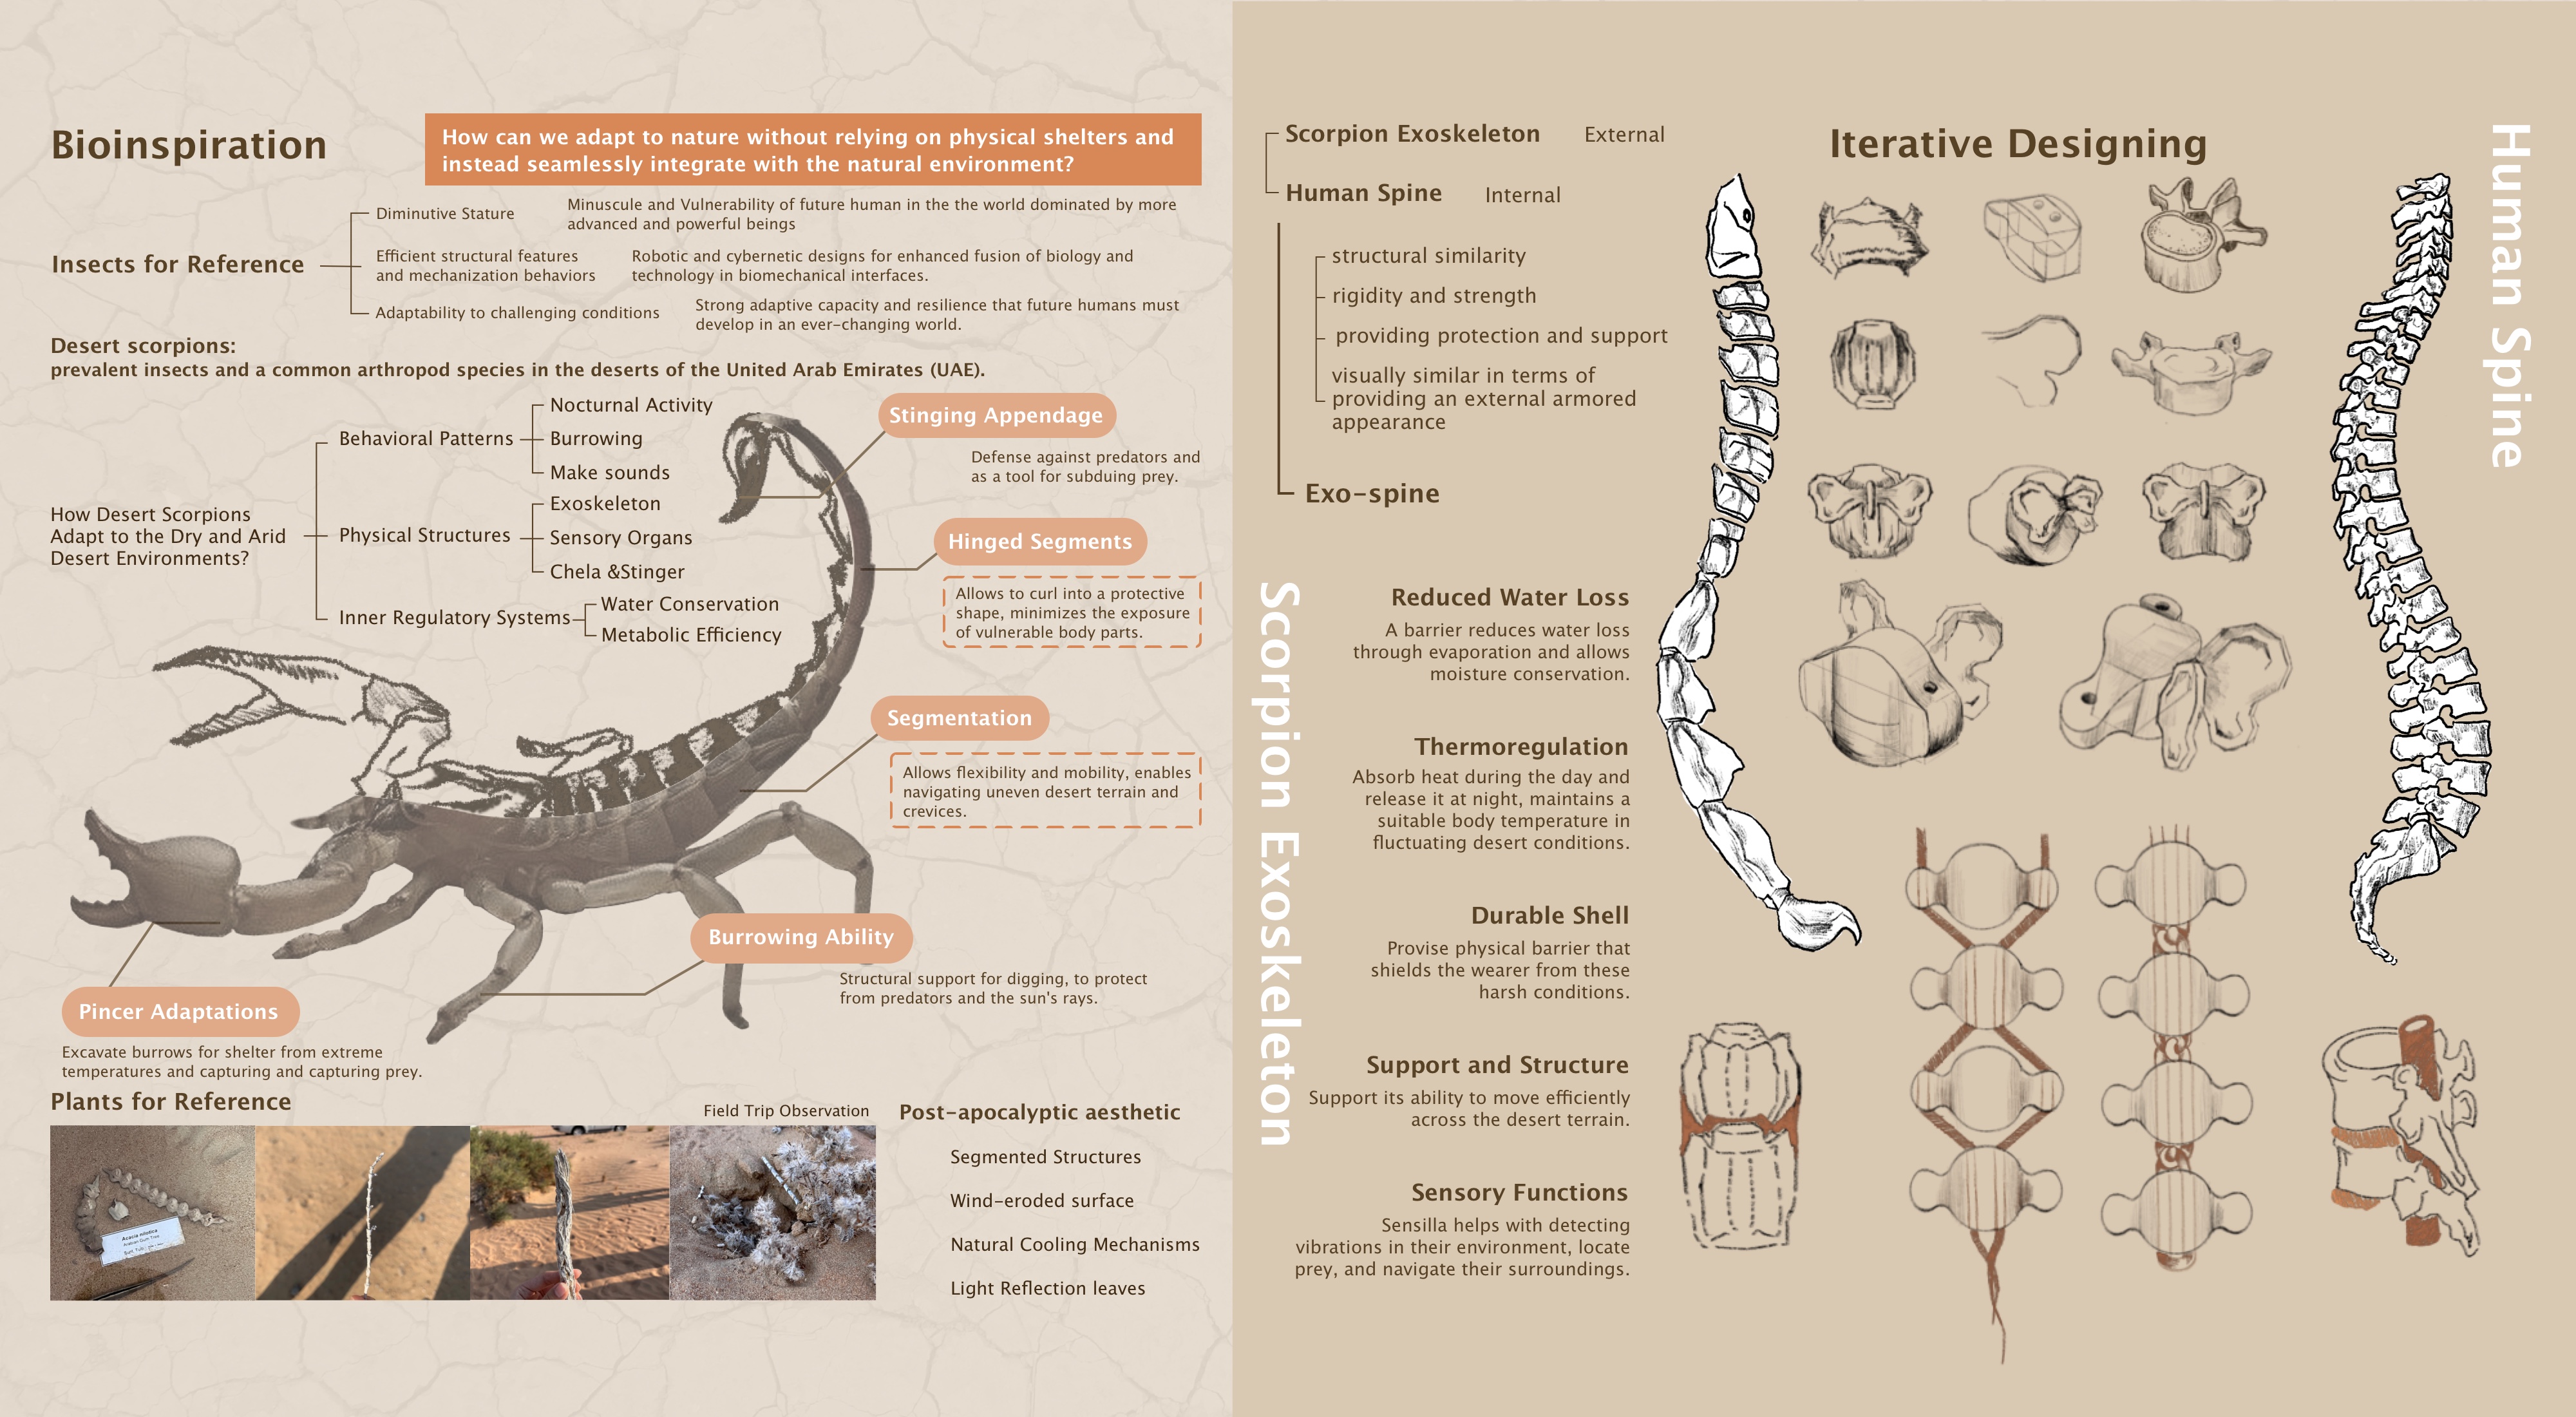 Bioinspiration
How can we adapt to nature without relying on physical shelters and
instead seamlessly integrate with the natural environment?
Insects for Reference
Diminutive Stature
Minuscule and Vulnerability of future human in the the world dominated by more
advanced and powerful beings
Efficient structural features
and mechanization behaviors
Robotic and cybernetic designs for enhanced fusion of biology and
technology in biomechanical interfaces.
Adaptability to challenging conditions
Strong adaptive capacity and resilience that future humans must
develop in an ever-changing world.
Desert scorpions:
prevalent insects and a common arthropod species in the deserts of the United Arab Emirates (UAE).
How Desert Scorpions
Adapt to the Dry and Arid
Desert Environments?
Behavioral Patterns
Nocturnal Activity
Burrowing
Make sounds
Physical Structures
Exoskeleton
Sensory Organs
Chela &Stinger
Inner Regulatory Systems
Water Conservation
Metabolic Efficiency
Stinging Appendage
Defense against predators and
as a tool for subduing prey.
Hinged Segments
Allows to curl into a protective
shape, minimizes the exposure
of vulnerable body parts.
Segmentation
Allows flexibility and mobility, enables
navigating uneven desert terrain and
crevices.
Burrowing Ability
Structural support for digging, to protect
from predators and the sun's rays.
Pincer Adaptations
Excavate burrows for shelter from extreme
temperatures and capturing and capturing prey.
Plants for Reference
Field Trip Observation
Acacia nilotica
Post-apocalyptic aesthetic
Segmented Structures
Wind-eroded surface
Natural Cooling Mechanisms
Light Reflection leaves
Scorpion Exoskeleton
External
Human Spine
Internal
structural similarity
rigidity and strength
providing protection and support
visually similar in terms of
providing an external armored
appearance
Exo-spine
Iterative Designing
Human Spine
Scorpion Exoskeleton
Reduced Water Loss
A barrier reduces water loss
through evaporation and allows
moisture conservation.
Thermoregulation
Absorb heat during the day and
release it at night, maintains a
suitable body temperature in
fluctuating desert conditions.
Durable Shell
Provise physical barrier that
shields the wearer from these
harsh conditions.
Support and Structure
Support its ability to move efficiently
across the desert terrain.
Sensory Functions
Sensilla helps with detecting
vibrations in their environment, locate
prey, and navigate their surroundings.